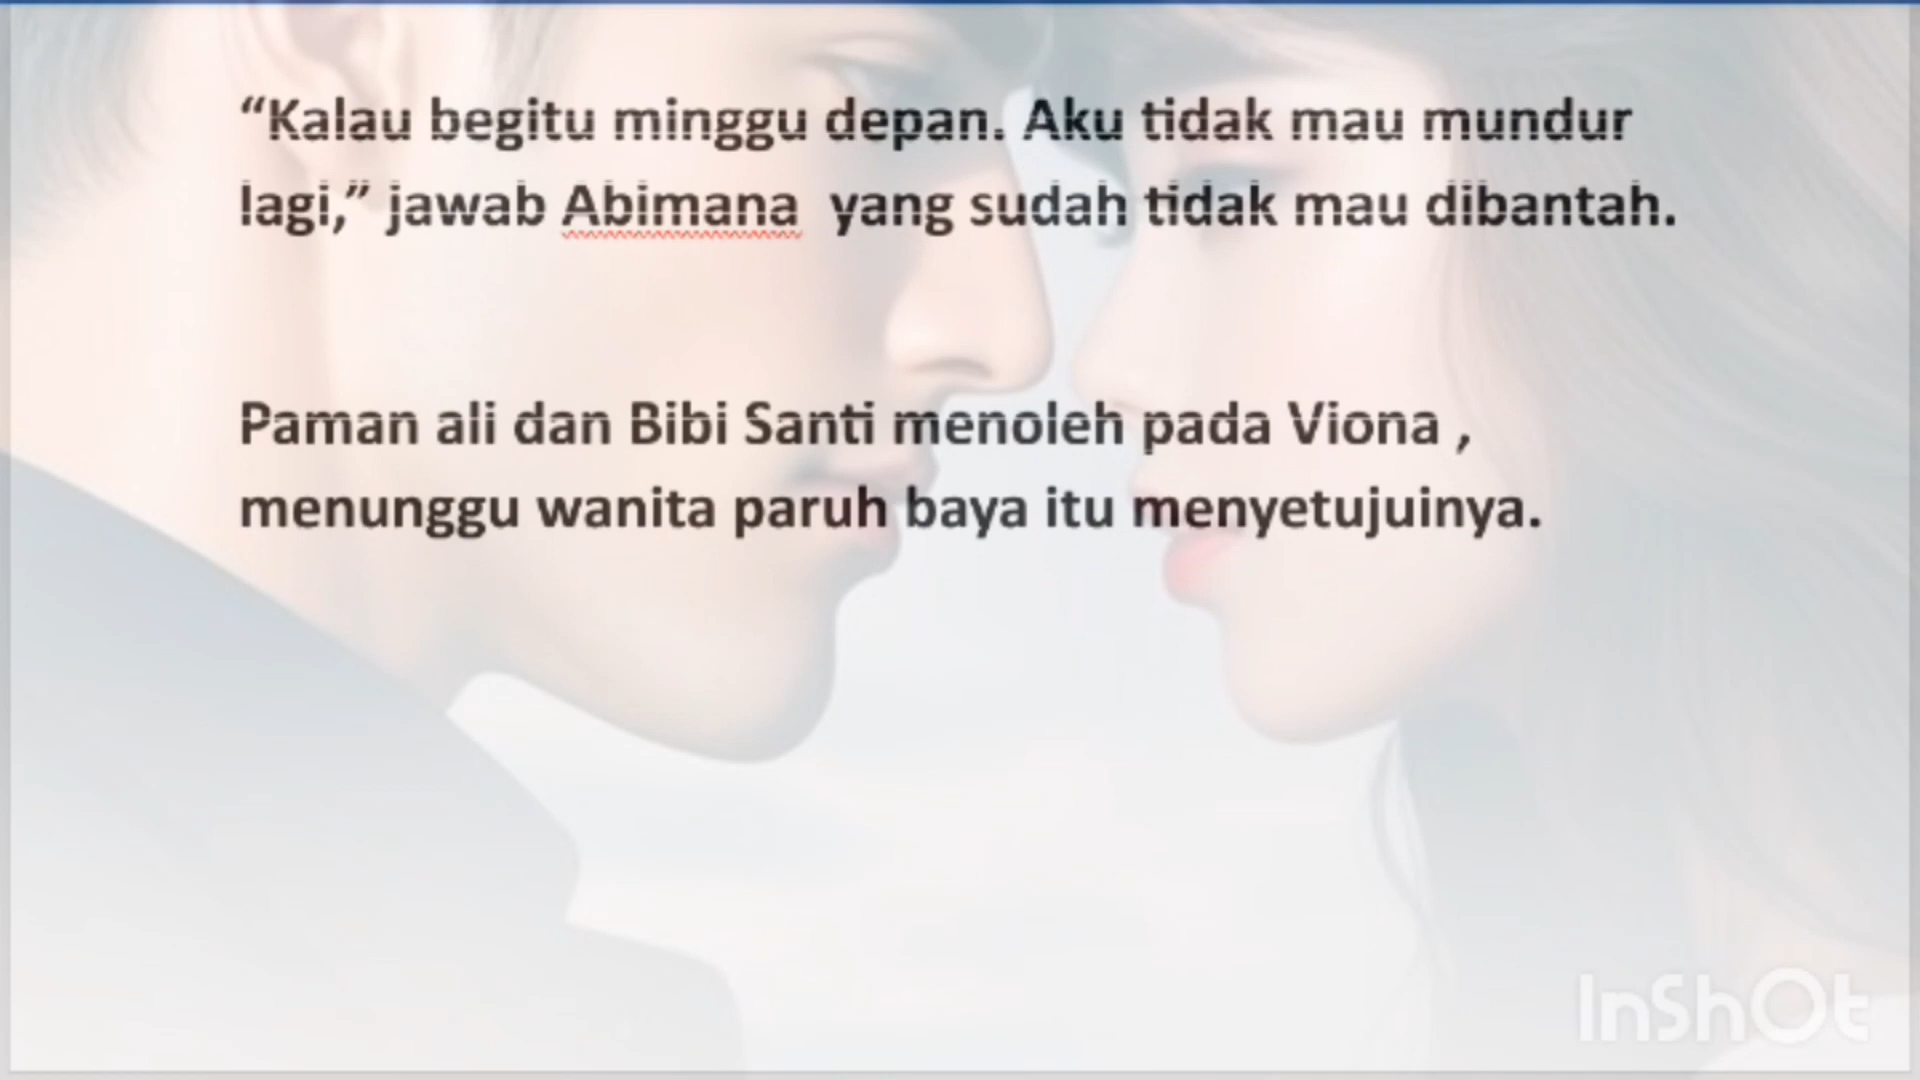 “Kalau begitu minggu depan. Aku tidak mau mundur
lagi,” jawab Abimana  yang sudah tidak mau dibantah.
Paman ali dan Bibi Santi menoleh pada Viona ,
menunggu wanita paruh baya itu menyetujuinya.
InShOt